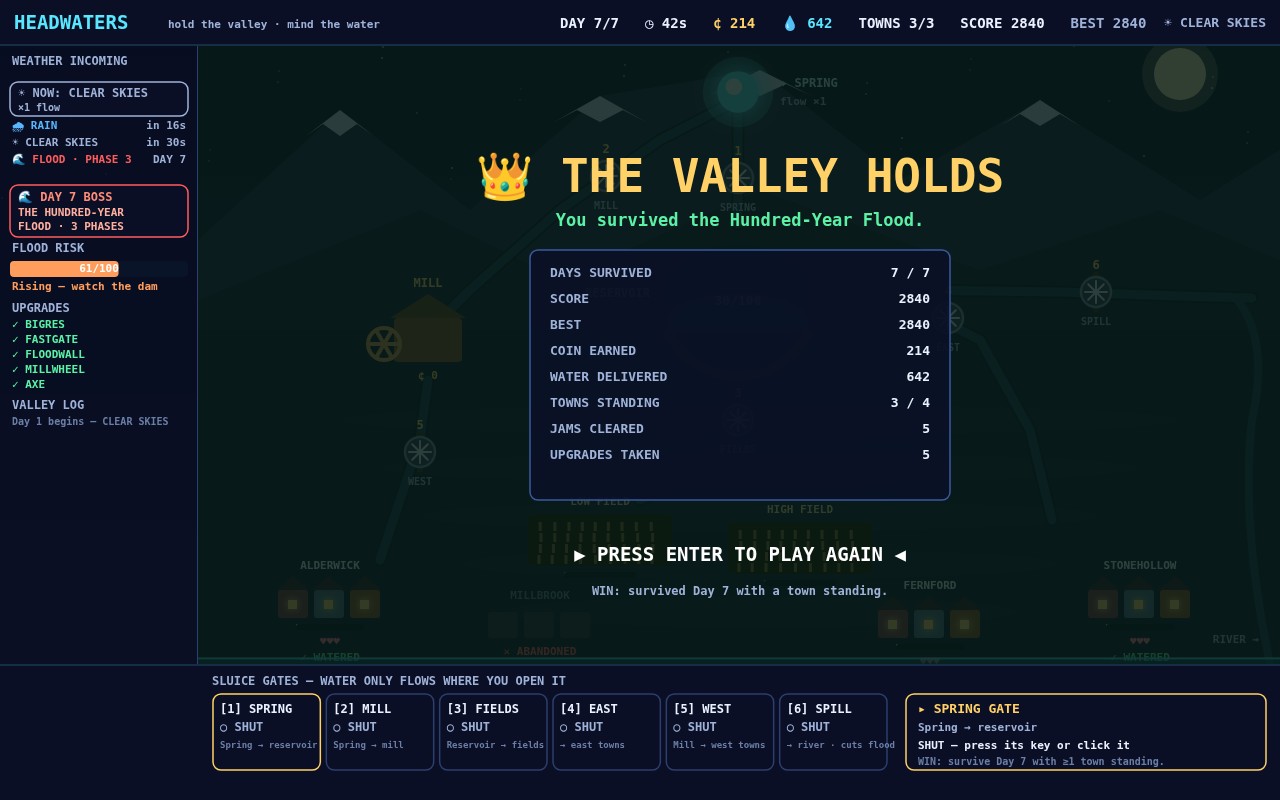 HEADWATERS
hold the valley · mind the water
DAY 7/7
◷ 42s
¢ 214
💧 642
TOWNS 3/3
SCORE 2840
BEST 2840
☀ CLEAR SKIES
WEATHER INCOMING
☀ NOW: CLEAR SKIES
×1 flow
🌧 RAIN in 16s
☀ CLEAR SKIES in 30s
🌊 FLOOD · PHASE 3 DAY 7
🌊 DAY 7 BOSS
THE HUNDRED-YEAR
FLOOD · 3 PHASES
FLOOD RISK
61/100
Rising — watch the dam
UPGRADES
✓ BIGRES
✓ FASTGATE
✓ FLOODWALL
✓ MILLWHEEL
✓ AXE
VALLEY LOG
Day 1 begins — CLEAR SKIES
SPRING
flow ×1
2
MILL
1
SPRING
👑 THE VALLEY HOLDS
You survived the Hundred-Year Flood.
DAYS SURVIVED 7 / 7
SCORE 2840
BEST 2840
COIN EARNED 214
WATER DELIVERED 642
TOWNS STANDING 3 / 4
JAMS CLEARED 5
UPGRADES TAKEN 5
MILL
¢ 0
5
WEST
6
SPILL
ST
LOW FIELD
HIGH FIELD
▶ PRESS ENTER TO PLAY AGAIN ◀
WIN: survived Day 7 with a town standing.
ALDERWICK
♥♥♥
✓ WATERED
MILLBROOK
✕ ABANDONED
FERNFORD
♥♥♥
STONEHOLLOW
♥♥♥
✓ WATERED
RIVER →
SLUICE GATES — WATER ONLY FLOWS WHERE YOU OPEN IT
[1] SPRING
○ SHUT
Spring → reservoir
[2] MILL
○ SHUT
Spring → mill
[3] FIELDS
○ SHUT
Reservoir → fields
[4] EAST
○ SHUT
→ east towns
[5] WEST
○ SHUT
Mill → west towns
[6] SPILL
○ SHUT
→ river · cuts flood
▸ SPRING GATE
Spring → reservoir
SHUT — press its key or click it
WIN: survive Day 7 with ≥1 town standing.